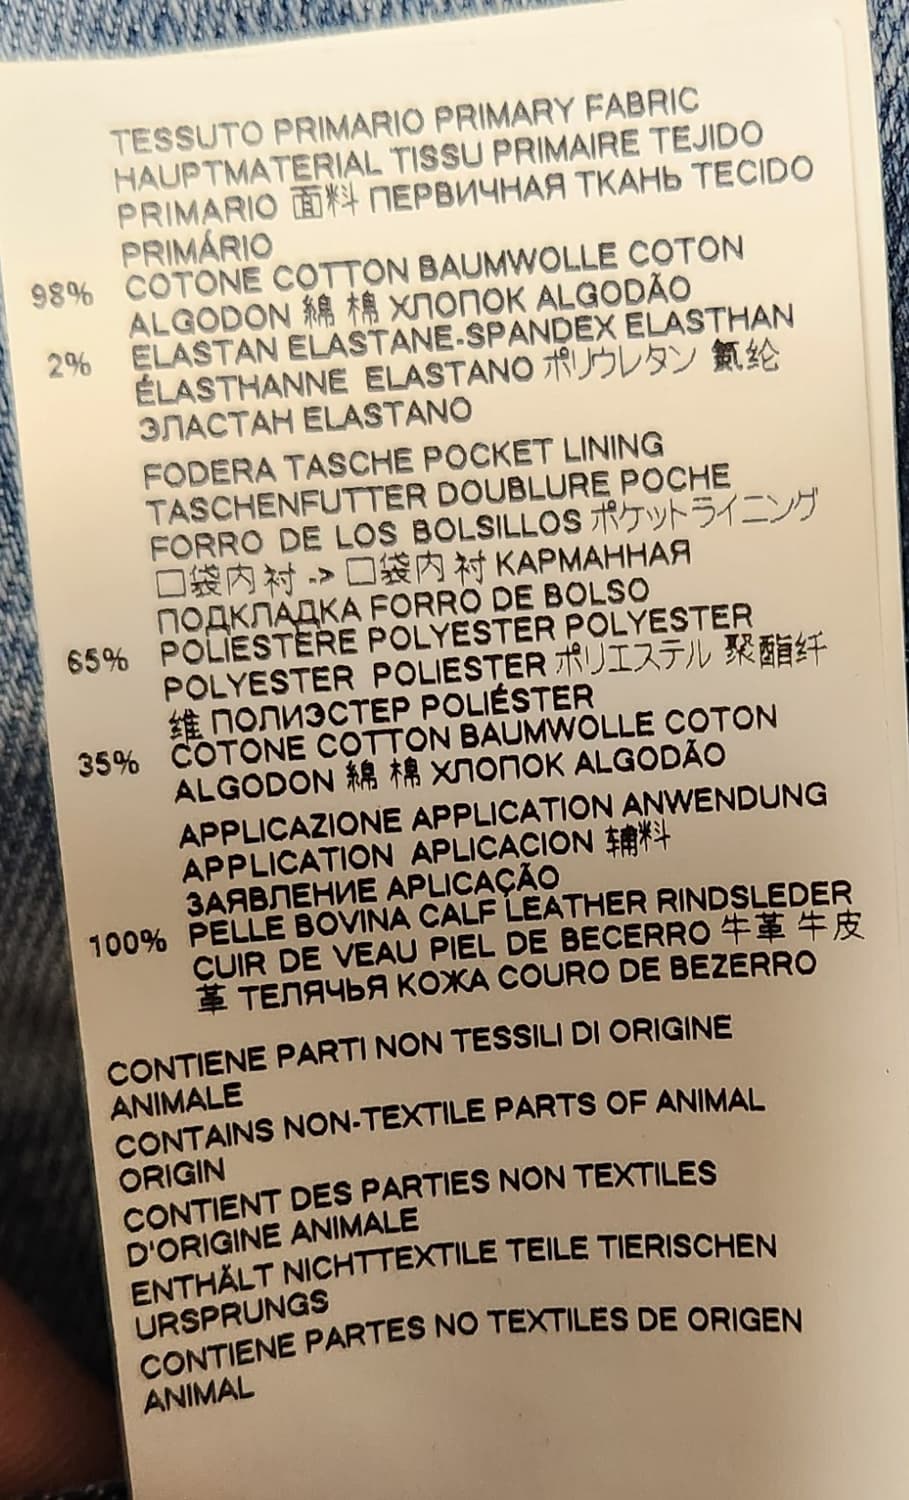 TESSUTO PRIMARIO PRIMARY FABRIC
HAUPTMATERIAL TISSU PRIMAIRE TEJIDO
PRIMARIO 面料 ПЕРВИЧНАЯ ТКАНЬ TECIDO
PRIMÁRIO
98% COTONE COTTON BAUMWOLLE COTON
ALGODON 綿 棉 ХЛОПОК ALGODÃO
2% ELASTAN ELASTANE-SPANDEX ELASTHAN
ÉLASTHANNE ELASTANO ポリウレタン 氨纶
ЭЛАСТАН ELASTANO
FODERA TASCHE POCKET LINING
TASCHENFUTTER DOUBLURE POCHE
FORRO DE LOS BOLSILLOS ポケットライニング
口袋内衬 -> 口袋内衬 КАРМАННАЯ
ПОДКЛАДКА FORRO DE BOLSO
65% POLIESTERE POLYESTER POLYESTER
POLYESTER POLIESTER ポリエステル 聚酯纤
维 ПОЛИЭСТЕР POLIÉSTER
35% COTONE COTTON BAUMWOLLE COTON
ALGODON 綿 棉 ХЛОПОК ALGODÃO
APPLICAZIONE APPLICATION ANWENDUNG
APPLICATION APLICACION 辅料
ЗАЯВЛЕНИЕ APLICAÇÃO
100% PELLE BOVINA CALF LEATHER RINDSLEDER
CUIR DE VEAU PIEL DE BECERRO 牛革 牛皮
革 ТЕЛЯЧЬЯ КОЖА COURO DE BEZERRO
CONTIENE PARTI NON TESSILI DI ORIGINE
ANIMALE
CONTAINS NON-TEXTILE PARTS OF ANIMAL
ORIGIN
CONTIENT DES PARTIES NON TEXTILES
D'ORIGINE ANIMALE
ENTHÄLT NICHTTEXTILE TEILE TIERISCHEN
URSPRUNGS
CONTIENE PARTES NO TEXTILES DE ORIGEN
ANIMAL